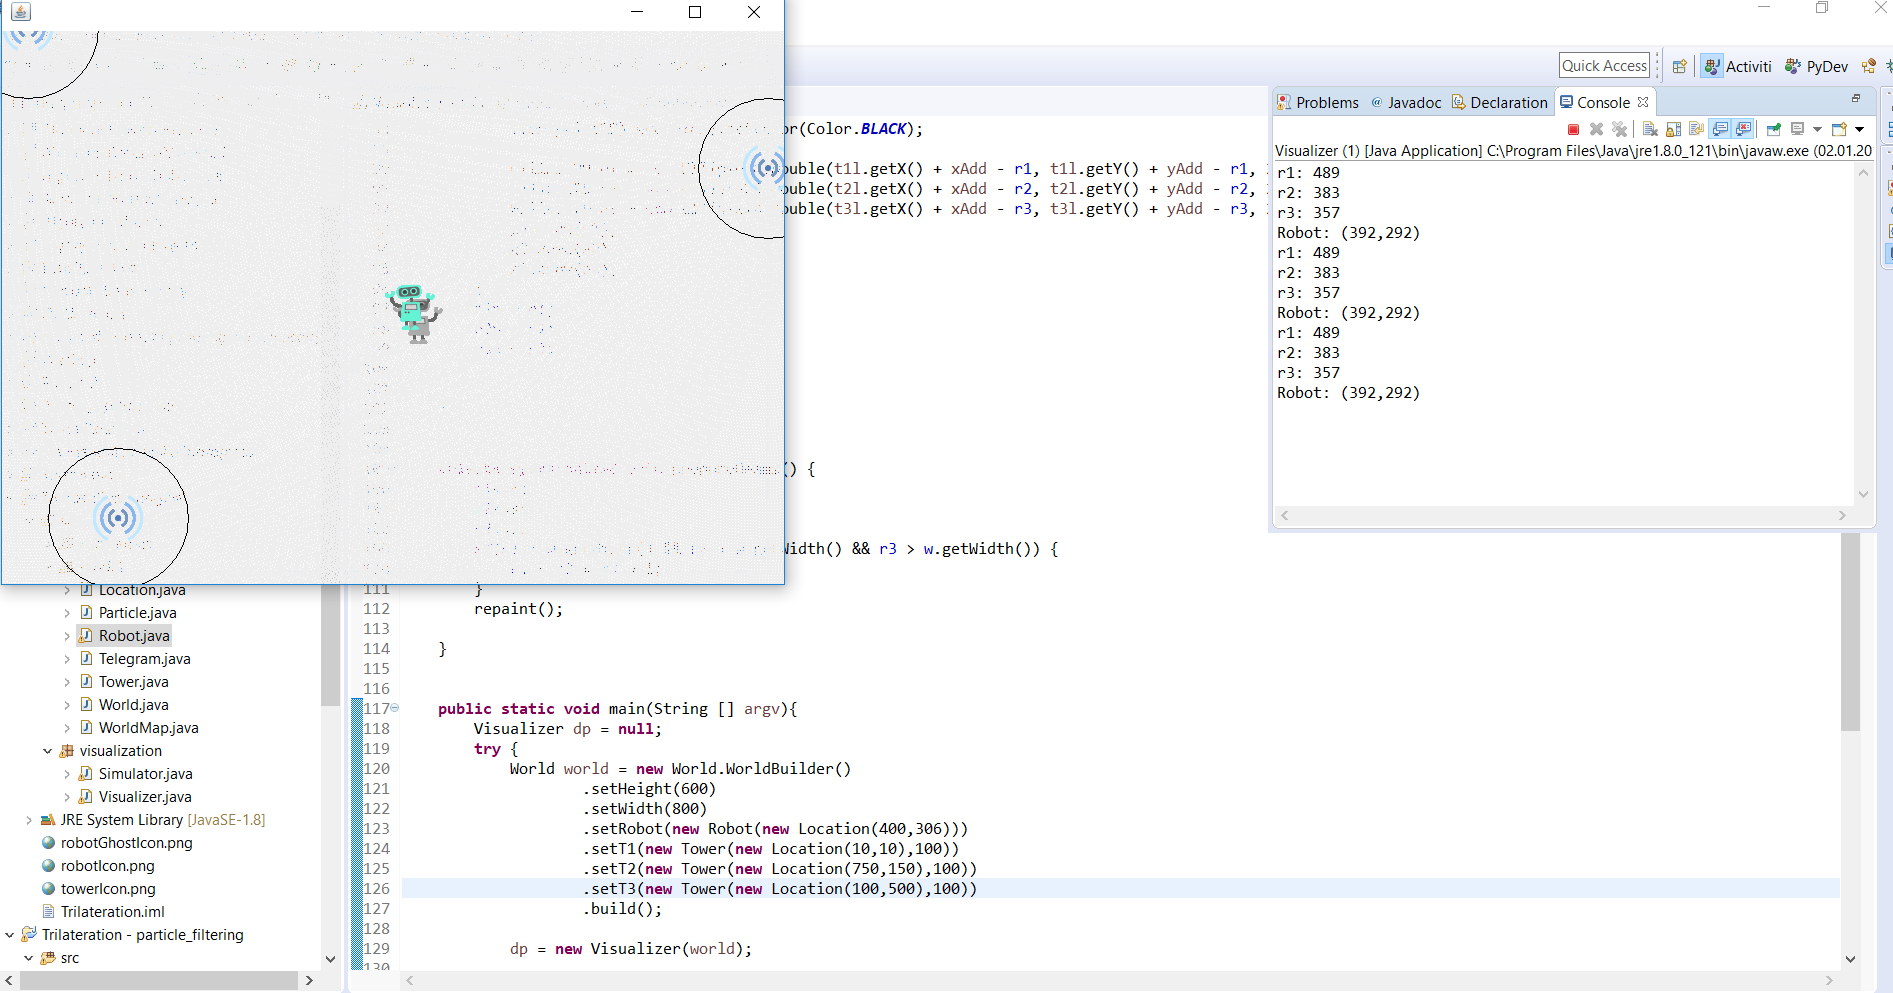 Quick Access
Activiti
PyDev
Problems
@ Javadoc
Declaration
Console
Visualizer (1) [Java Application] C:\Program Files\Java\jre1.8.0_121\bin\javaw.exe (02.01.20
r1: 489
r2: 383
r3: 357
Robot: (392,292)
r1: 489
r2: 383
r3: 357
Robot: (392,292)
r1: 489
r2: 383
r3: 357
Robot: (392,292)
or(Color.BLACK);
ouble(t1l.getX() + xAdd - r1, t1l.getY() + yAdd - r1,
ouble(t2l.getX() + xAdd - r2, t2l.getY() + yAdd - r2,
ouble(t3l.getX() + xAdd - r3, t3l.getY() + yAdd - r3,
() {
Width() && r3 > w.getWidth()) {
111 }
112 repaint();
113
114 }
115
116
117 public static void main(String [] argv){
118 Visualizer dp = null;
119 try {
120 World world = new World.WorldBuilder()
121 .setHeight(600)
122 .setWidth(800)
123 .setRobot(new Robot(new Location(400,306)))
124 .setT1(new Tower(new Location(10,10),100))
125 .setT2(new Tower(new Location(750,150),100))
126 .setT3(new Tower(new Location(100,500),100))
127 .build();
128
129 dp = new Visualizer(world);
130
Location.java
Particle.java
Robot.java
Telegram.java
Tower.java
World.java
WorldMap.java
visualization
Simulator.java
Visualizer.java
JRE System Library [JavaSE-1.8]
robotGhostIcon.png
robotIcon.png
towerIcon.png
Trilateration.iml
Trilateration - particle_filtering
src